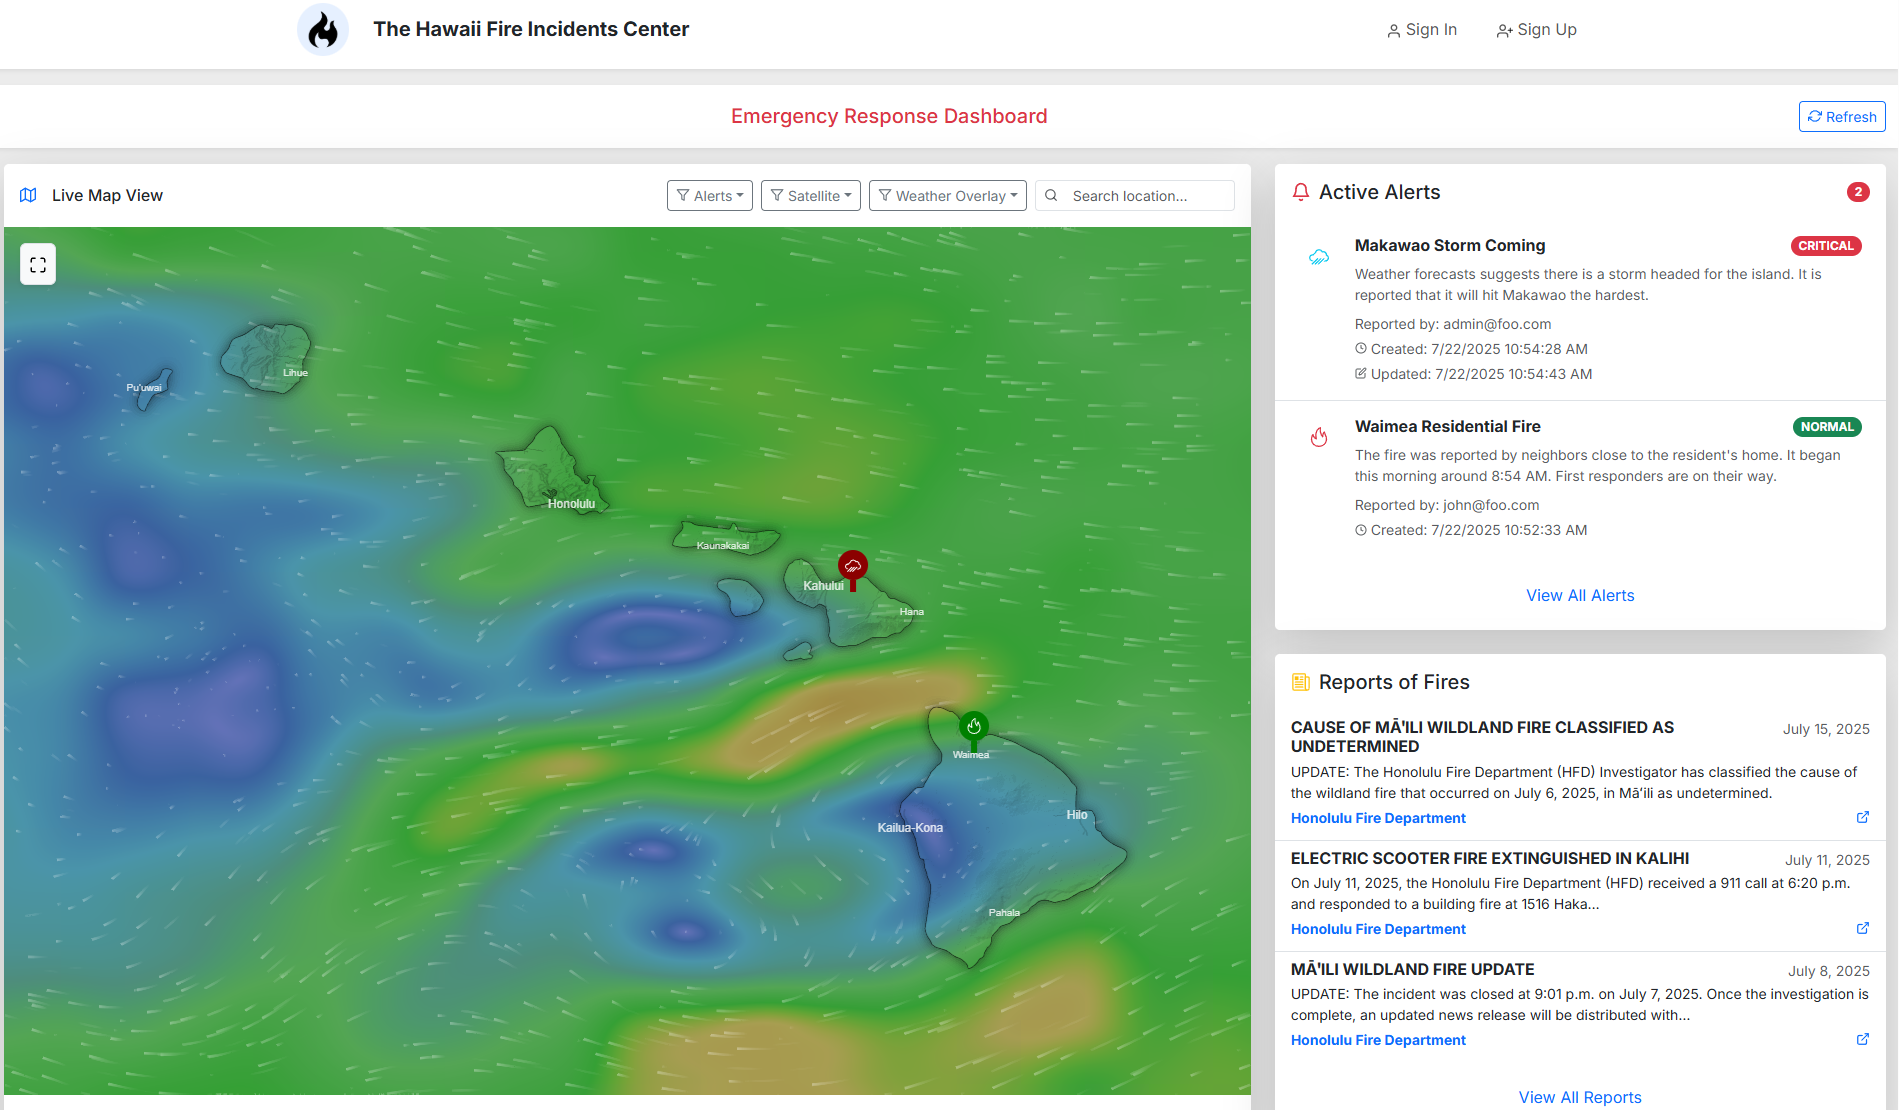 The Hawaii Fire Incidents Center
Sign In
Sign Up
Emergency Response Dashboard
Refresh
Live Map View
Alerts
Satellite
Weather Overlay
Search location...
Lihue
Pu'uwai
Honolulu
Kaunakakai
Kahului
Hana
Waimea
Hilo
Kailua-Kona
Pahala
Active Alerts
2
Makawao Storm Coming
CRITICAL
Weather forecasts suggests there is a storm headed for the island. It is
reported that it will hit Makawao the hardest.
Reported by: admin@foo.com
Created: 7/22/2025 10:54:28 AM
Updated: 7/22/2025 10:54:43 AM
Waimea Residential Fire
NORMAL
The fire was reported by neighbors close to the resident's home. It began
this morning around 8:54 AM. First responders are on their way.
Reported by: john@foo.com
Created: 7/22/2025 10:52:33 AM
View All Alerts
Reports of Fires
CAUSE OF MĀʻILI WILDLAND FIRE CLASSIFIED AS
UNDETERMINED
July 15, 2025
UPDATE: The Honolulu Fire Department (HFD) Investigator has classified the cause of
the wildland fire that occurred on July 6, 2025, in Māʻili as undetermined.
Honolulu Fire Department
ELECTRIC SCOOTER FIRE EXTINGUISHED IN KALIHI
July 11, 2025
On July 11, 2025, the Honolulu Fire Department (HFD) received a 911 call at 6:20 p.m.
and responded to a building fire at 1516 Haka...
Honolulu Fire Department
MĀʻILI WILDLAND FIRE UPDATE
July 8, 2025
UPDATE: The incident was closed at 9:01 p.m. on July 7, 2025. Once the investigation is
complete, an updated news release will be distributed with...
Honolulu Fire Department
View All Reports